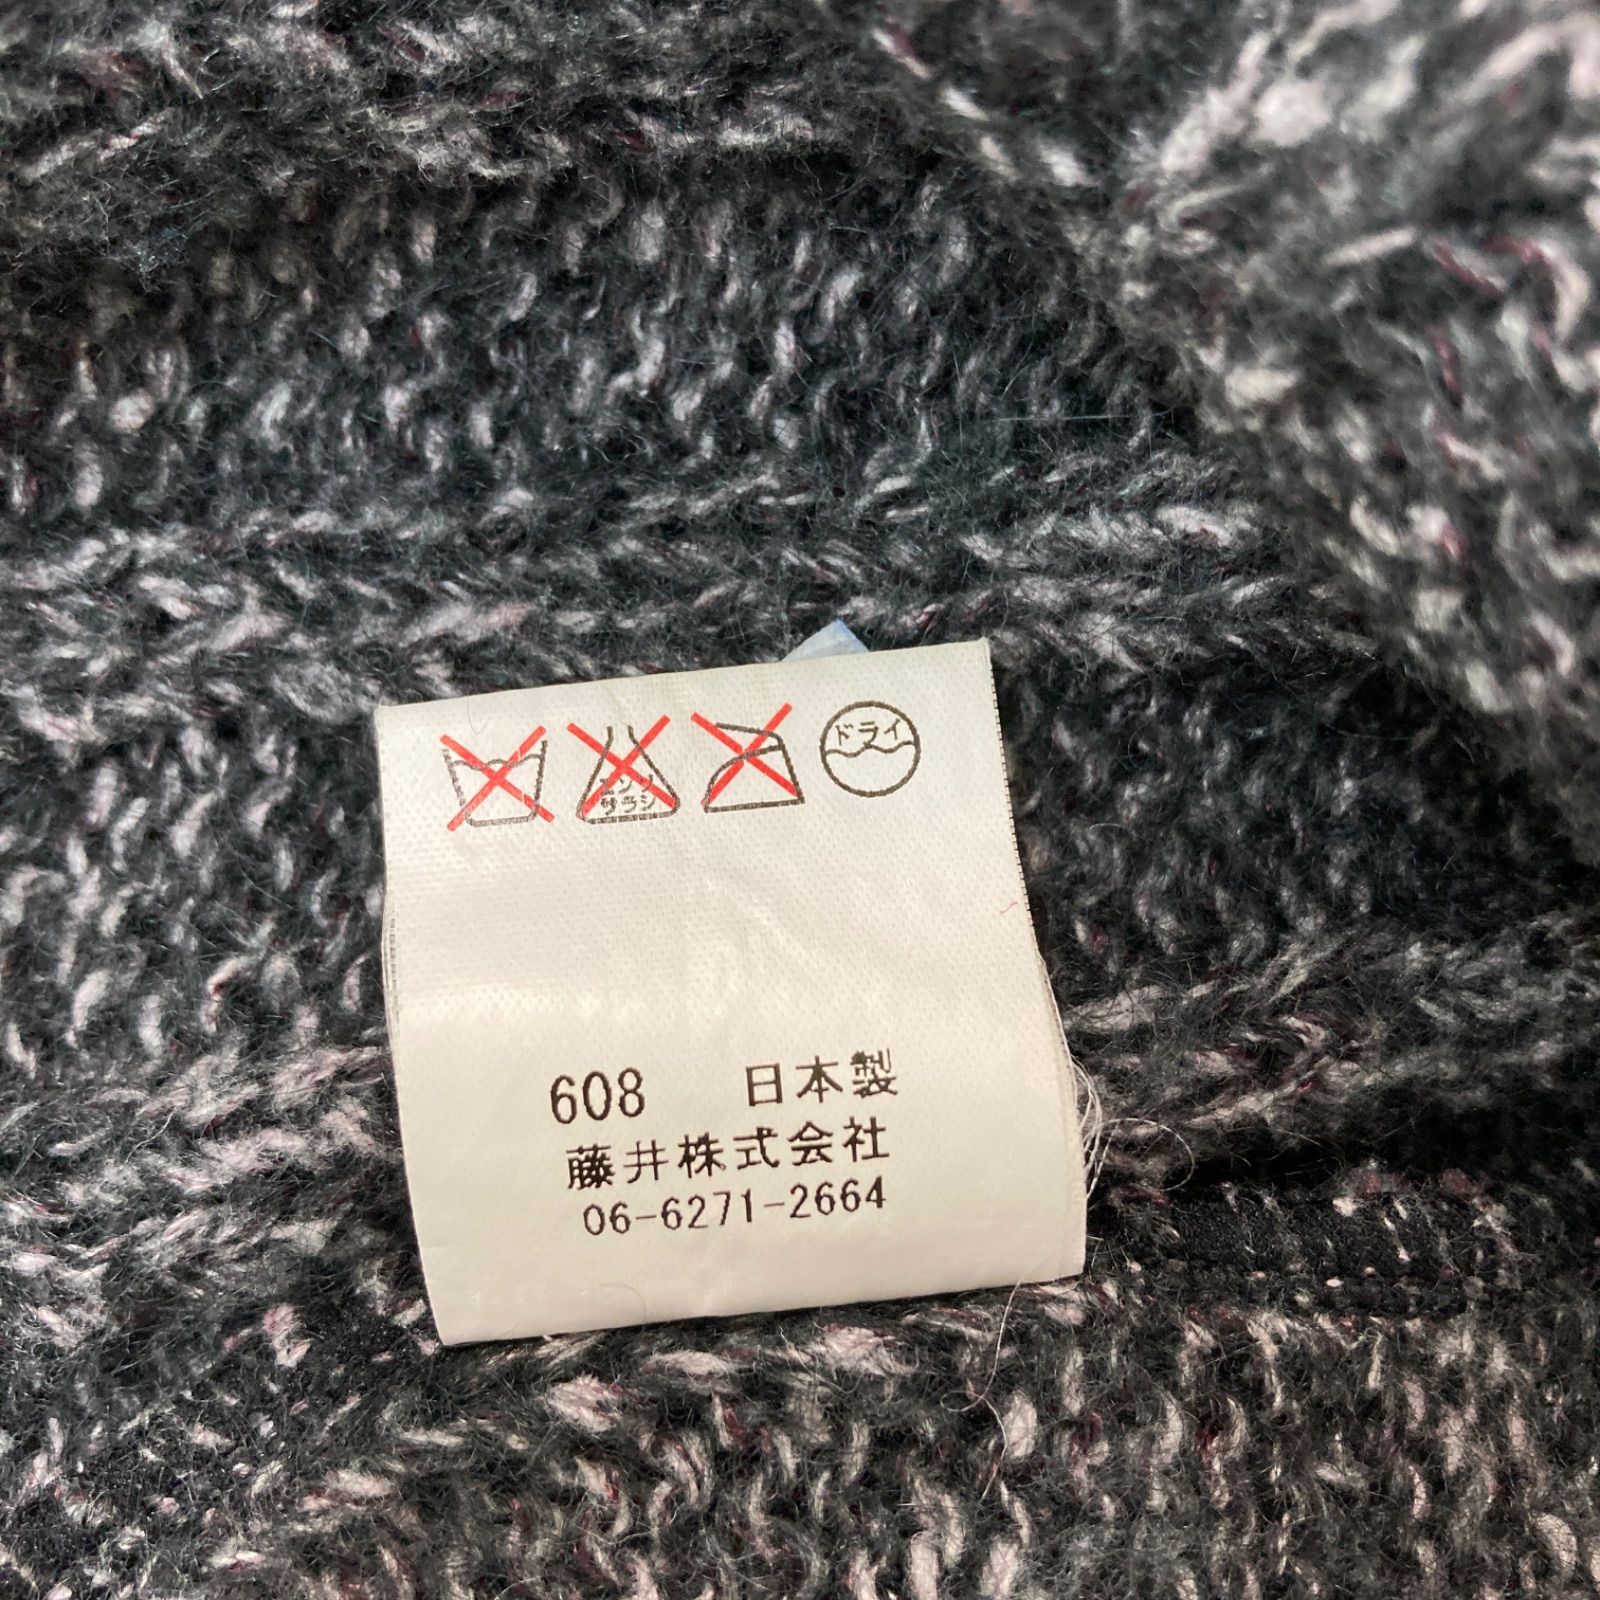 エンソ
サラシ
ドライ
608 日本製
藤井株式会社
06-6271-2664